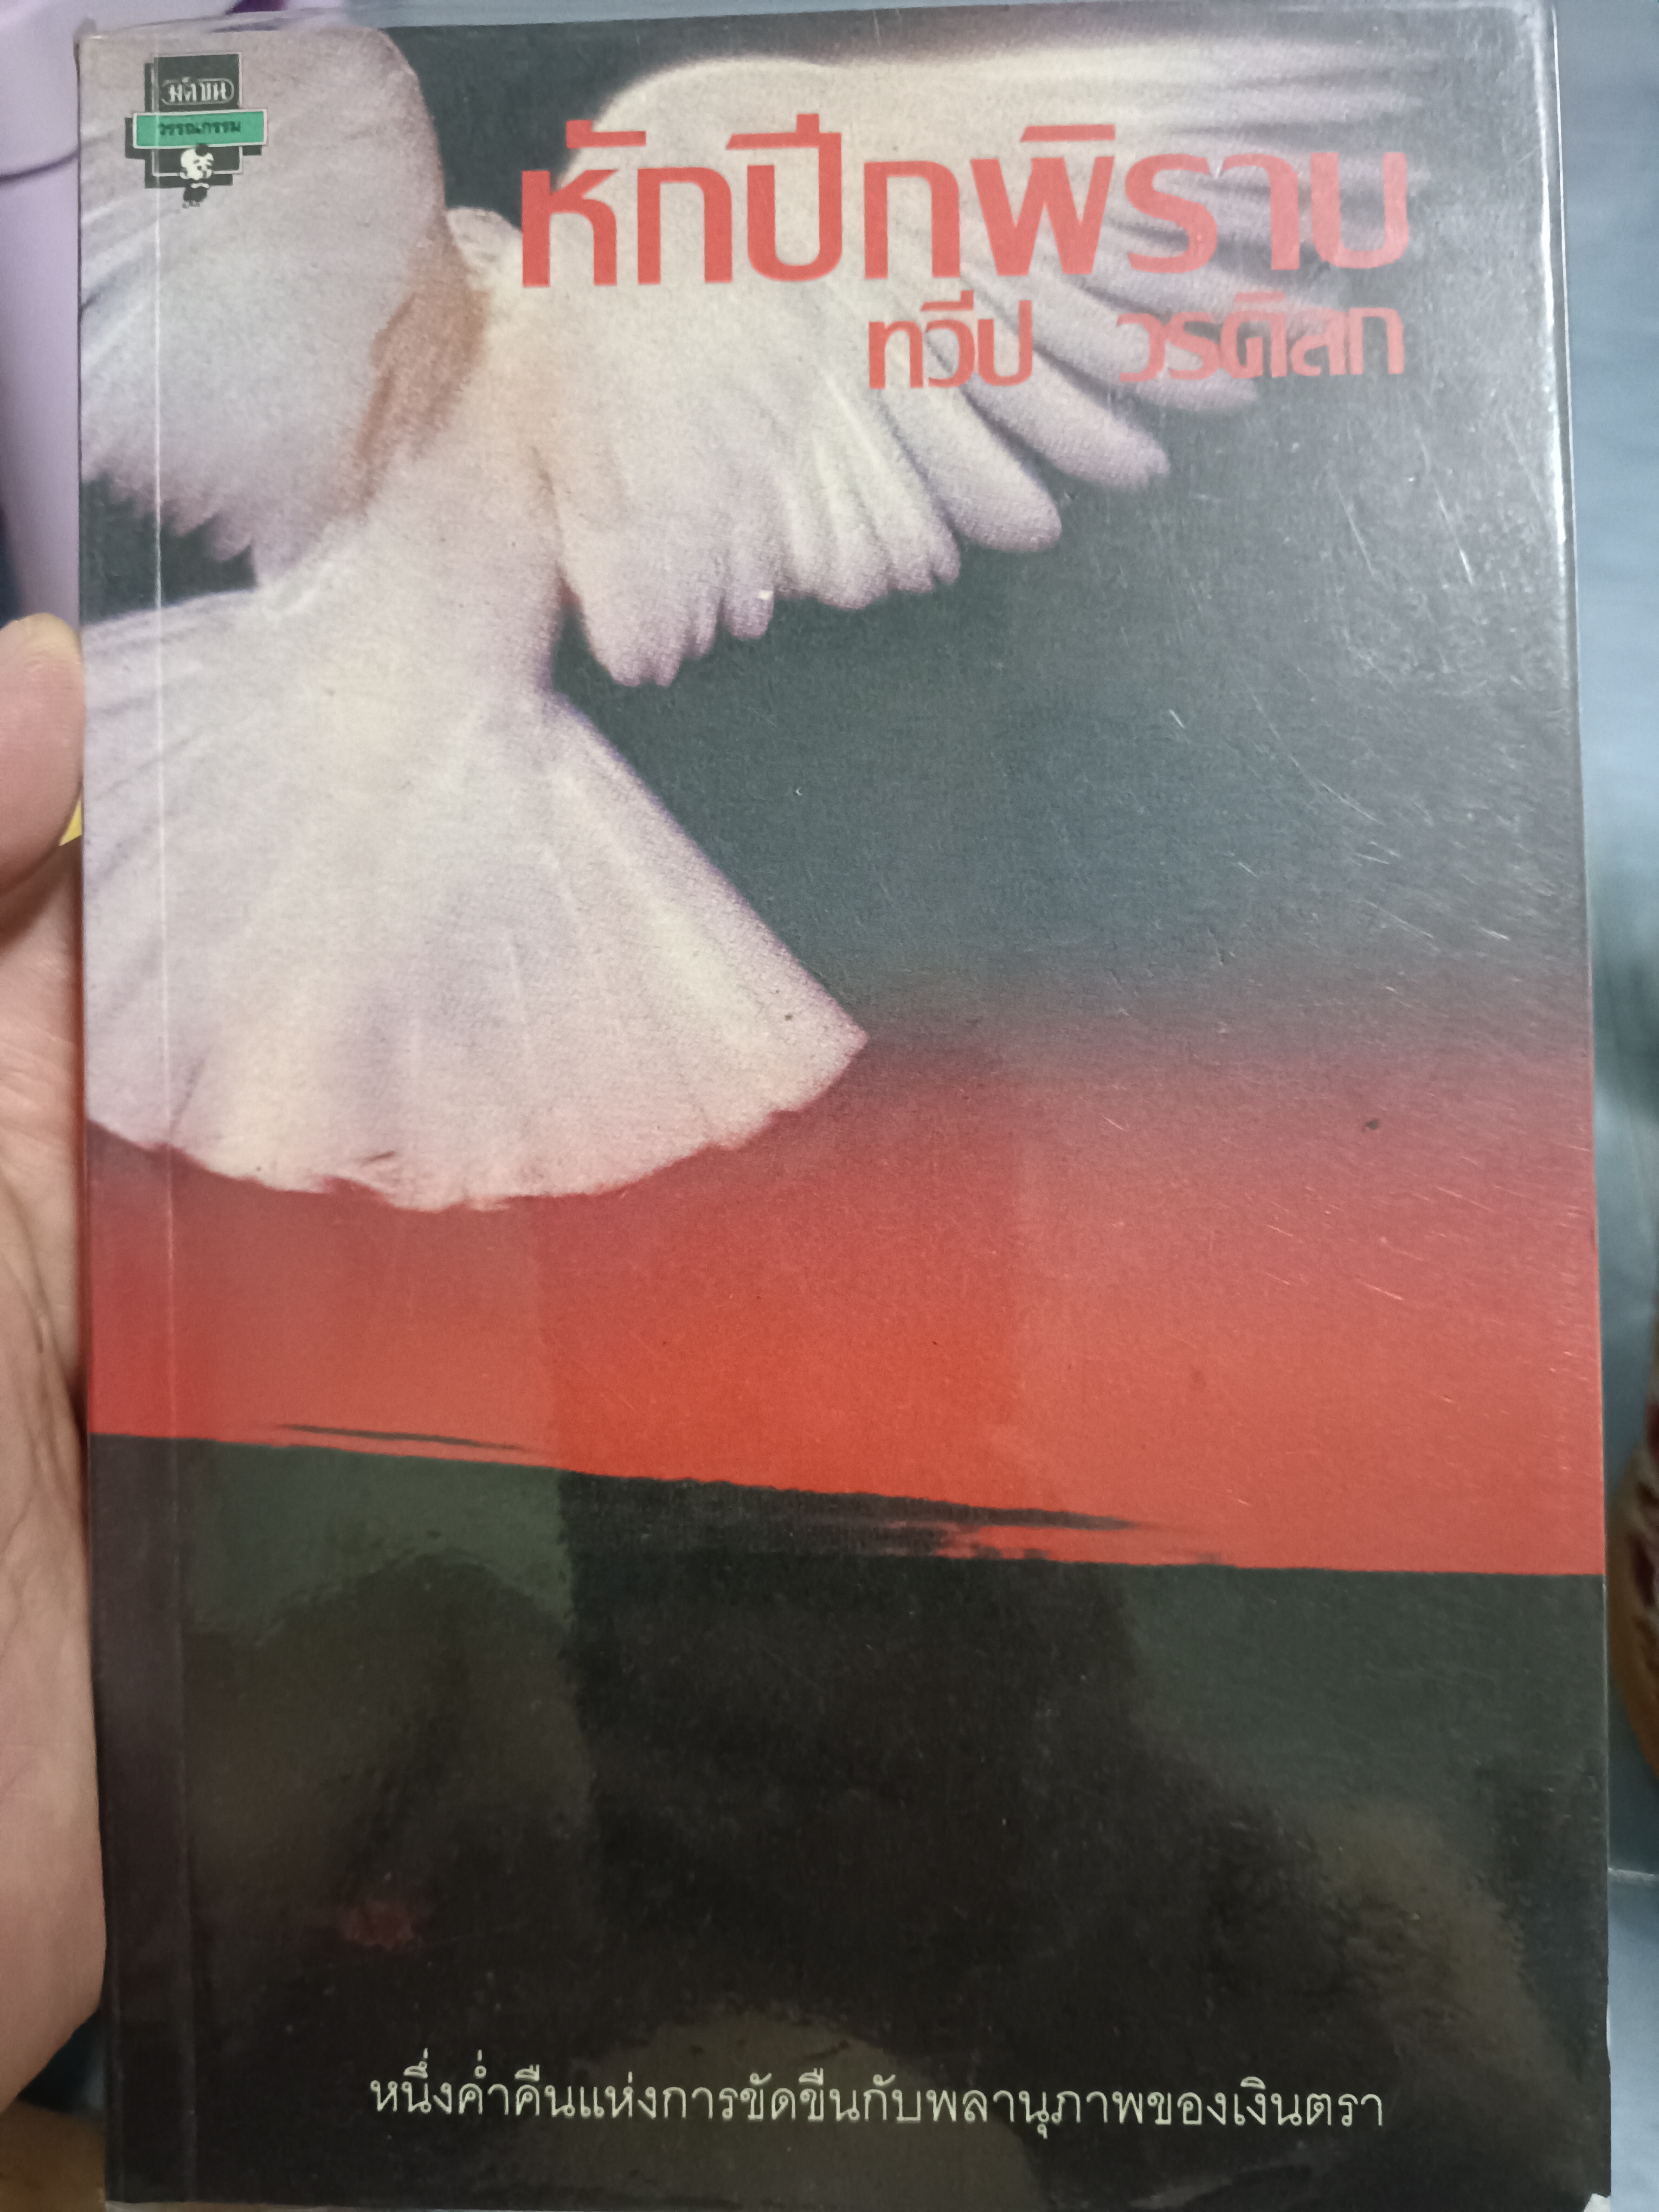 มติชน
วรรณกรรม
หักปีกพิราบ
ทวีป วรดิลก
หนึ่งค่ำคืนแห่งการขัดขืนกับพลานุภาพของเงินตรา